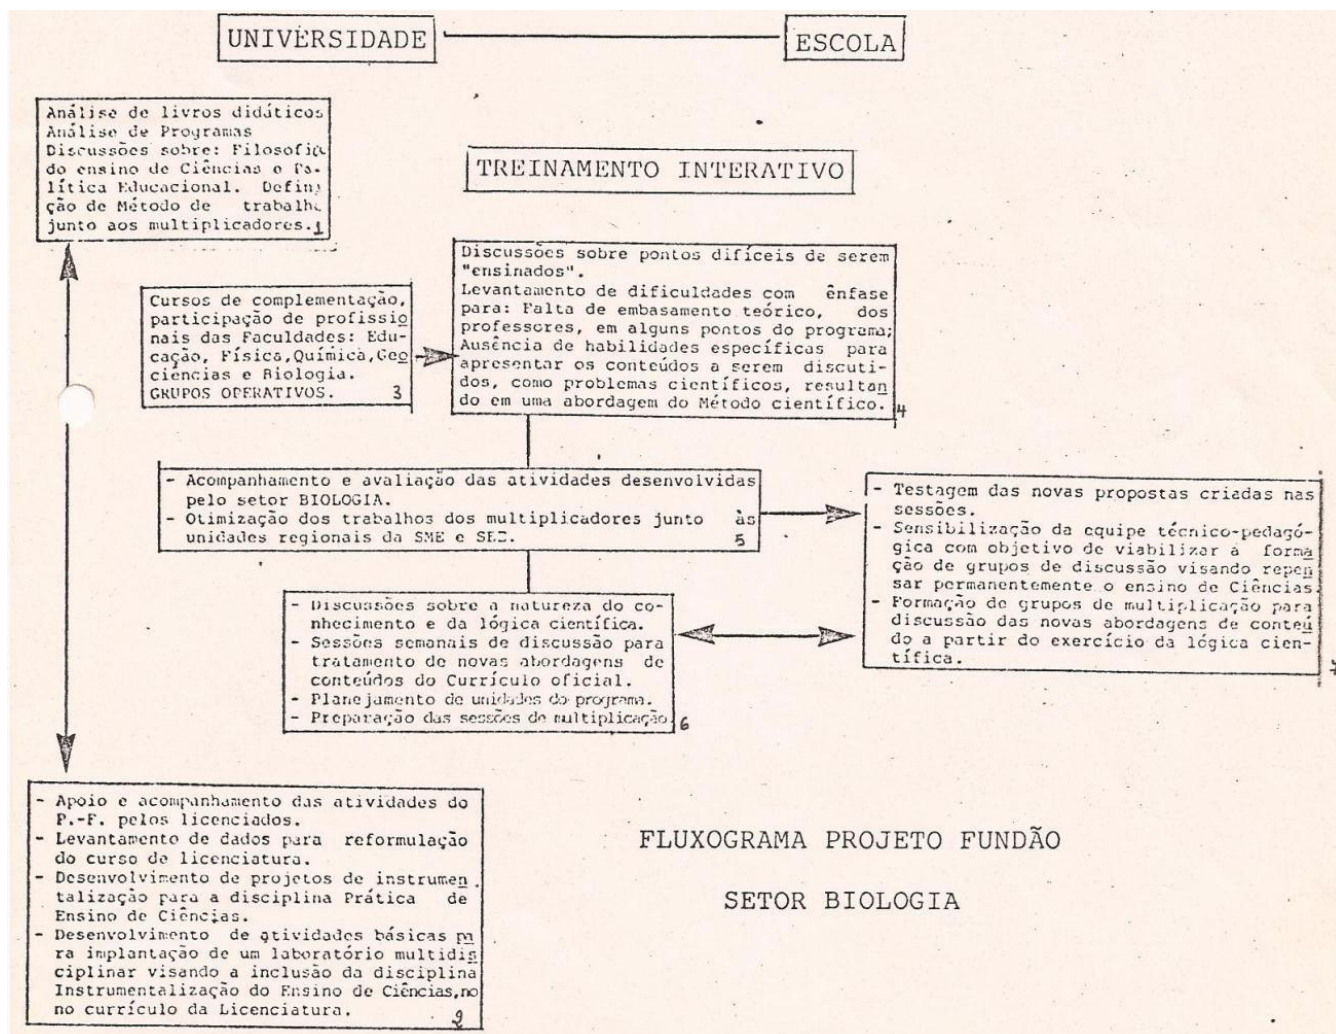 UNIVERSIDADE
ESCOLA
Análise de livros didáticos
Análise de Programas
Discussões sobre: Filosofia
do ensino de Ciências e Po-
lítica Educacional. Defini
ção de Método de trabalho
junto aos multiplicadores. 1
TREINAMENTO INTERATIVO
Cursos de complementação,
participação de profissio
nais das Faculdades: Edu-
cação, Física, Química, Geo
ciências e Biologia.
GRUPOS OPERATIVOS. 3
Discussões sobre pontos difíceis de serem
"ensinados".
Levantamento de dificuldades com ênfase
para: Falta de embasamento teórico, dos
professores, em alguns pontos do programa;
Ausência de habilidades específicas para
apresentar os conteúdos a serem discuti-
dos, como problemas científicos, resultan
do em uma abordagem do Método científico. 4
- Acompanhamento e avaliação das atividades desenvolvidas
pelo setor BIOLOGIA.
- Otimização dos trabalhos dos multiplicadores junto às
unidades regionais da SME e SEE. 5
- Testagem das novas propostas criadas nas
sessões.
- Sensibilização da equipe técnico-pedagó-
gica com objetivo de viabilizar a forma
ção de grupos de discussão visando repen
sar permanentemente o ensino de Ciências
- Formação de grupos de multiplicação para
discussão das novas abordagens de conteú
do a partir do exercício da lógica cien-
tífica. 7
- Discussões sobre a natureza do co-
nhecimento e da lógica científica.
- Sessões semanais de discussão para
tratamento de novas abordagens de
conteúdos do Currículo oficial.
- Planejamento de unidades do programa.
- Preparação das sessões de multiplicação. 6
- Apoio e acompanhamento das atividades do
P.-F. pelos licenciados.
- Levantamento de dados para reformulação
do curso de licenciatura.
- Desenvolvimento de projetos de instrumen
talização para a disciplina Prática de
Ensino de Ciências.
- Desenvolvimento de atividades básicas pa
ra implantação de um laboratório multidis
ciplinar visando a inclusão da disciplina
Instrumentalização do Ensino de Ciências, no
no currículo da Licenciatura. 2
FLUXOGRAMA PROJETO FUNDÃO
SETOR BIOLOGIA